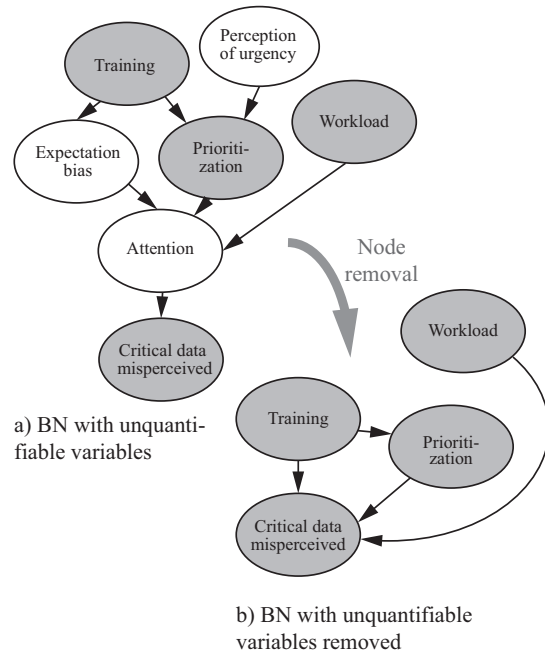 Perception
of urgency
Training
Workload
Expectation
bias
Prioriti-
zation
Attention
Node
removal
Critical data
misperceived
a) BN with unquanti-
fiable variables
Workload
Training
Prioriti-
zation
Critical data
misperceived
b) BN with unquantifiable
variables removed